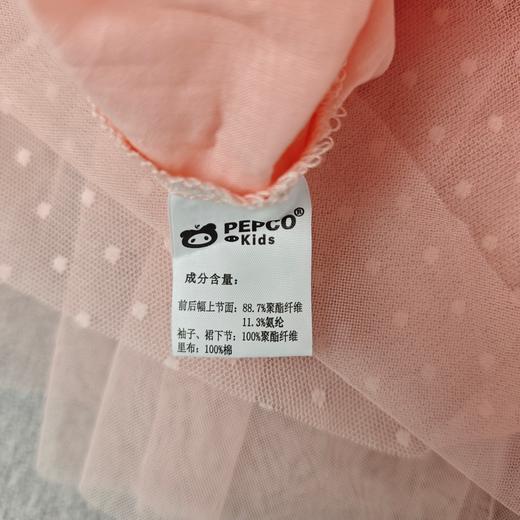 PEPCO®
Kids
成分含量：
前后幅上节面：88.7%聚酯纤维
11.3%氨纶
袖子、裙下节：100%聚酯纤维
里布：100%棉